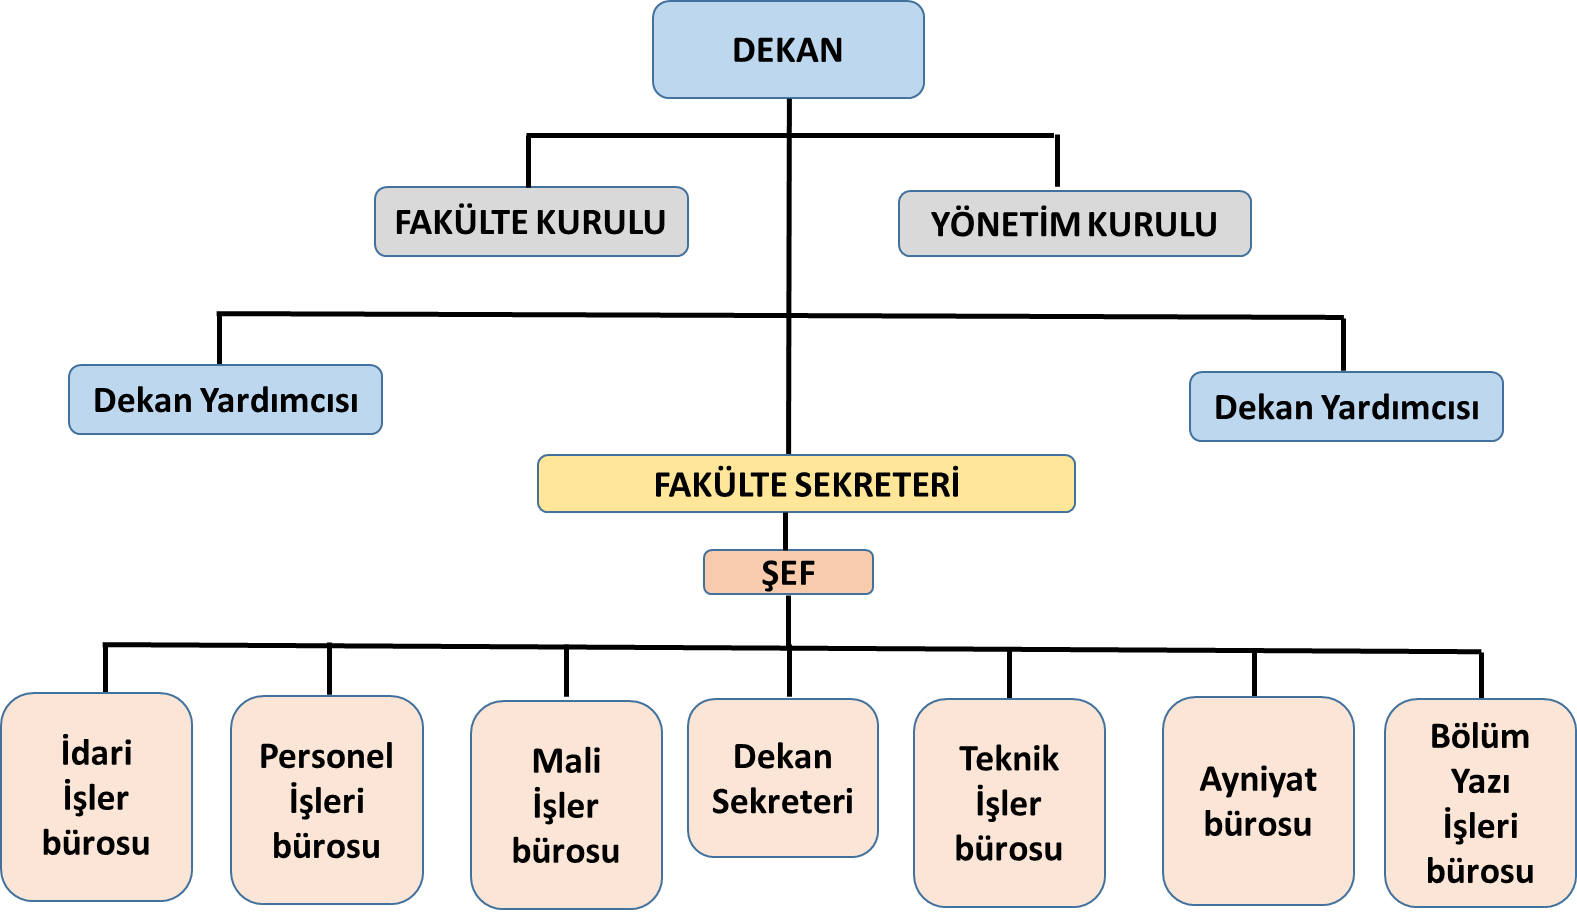 DEKAN
FAKÜLTE KURULU
YÖNETİM KURULU
Dekan Yardımcısı
Dekan Yardımcısı
FAKÜLTE SEKRETERİ
ŞEF
İdari
İşler
bürosu
Personel
İşleri
bürosu
Mali
İşler
bürosu
Dekan
Sekreteri
Teknik
İşler
bürosu
Ayniyat
bürosu
Bölüm
Yazı
İşleri
bürosu